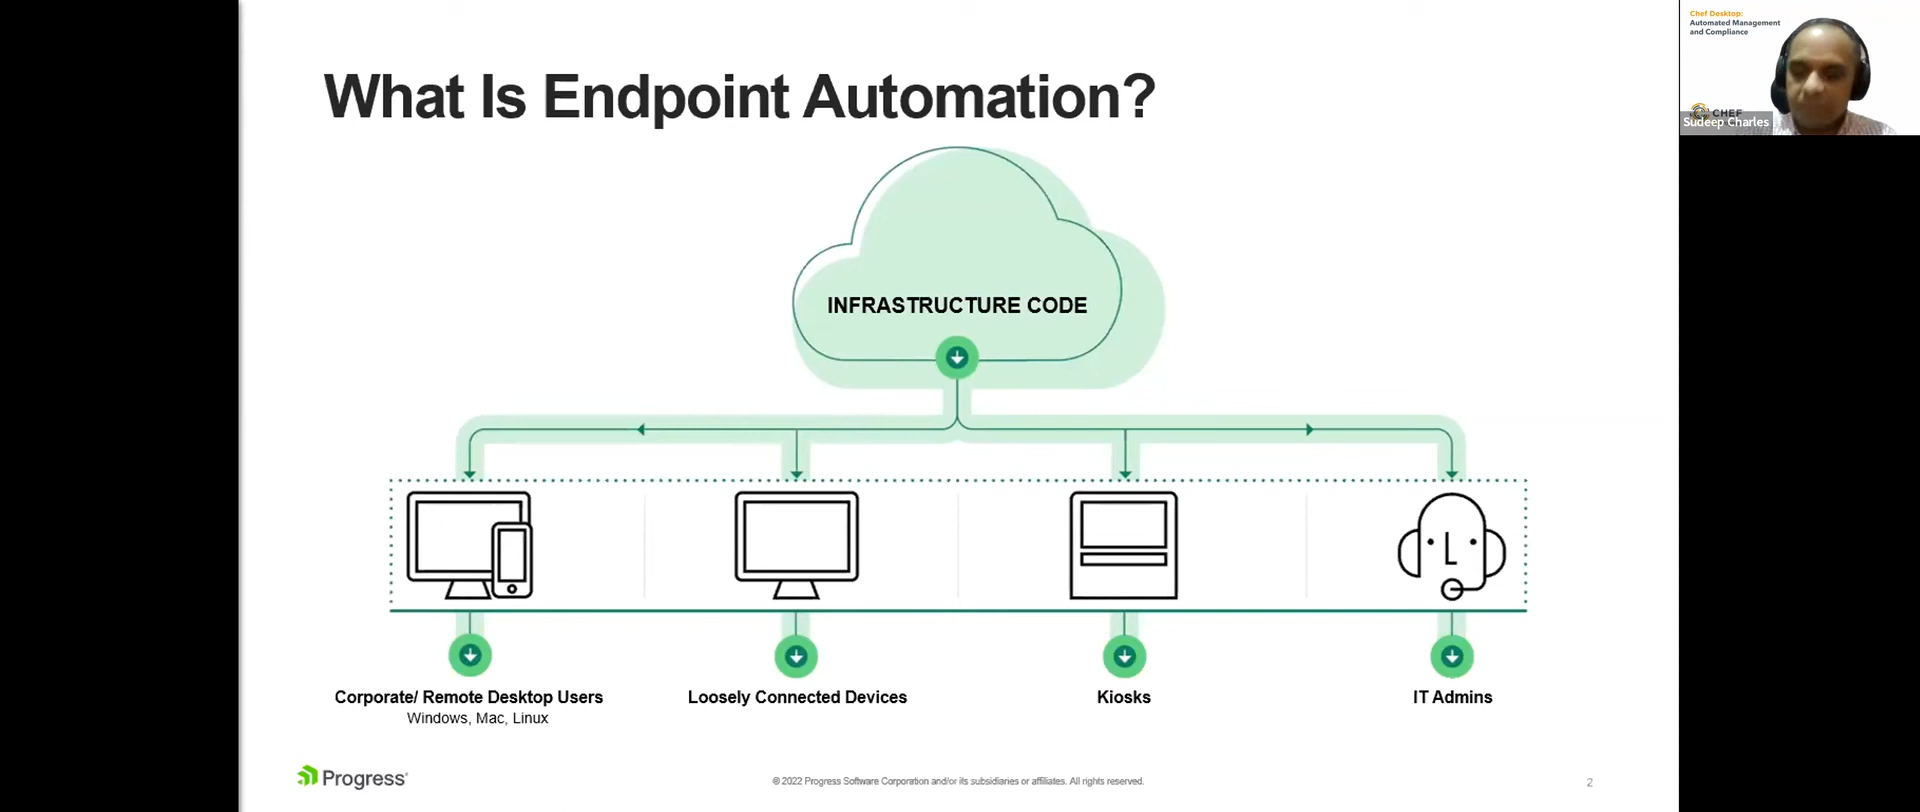 What Is Endpoint Automation?
Chef Desktop:
Automated Management
and Compliance
CHEF
Sudeep Charles
INFRASTRUCTURE CODE
Corporate/ Remote Desktop Users
Windows, Mac, Linux
Loosely Connected Devices
Kiosks
IT Admins
Progress
© 2022 Progress Software Corporation and/or its subsidiaries or affiliates. All rights reserved.
2